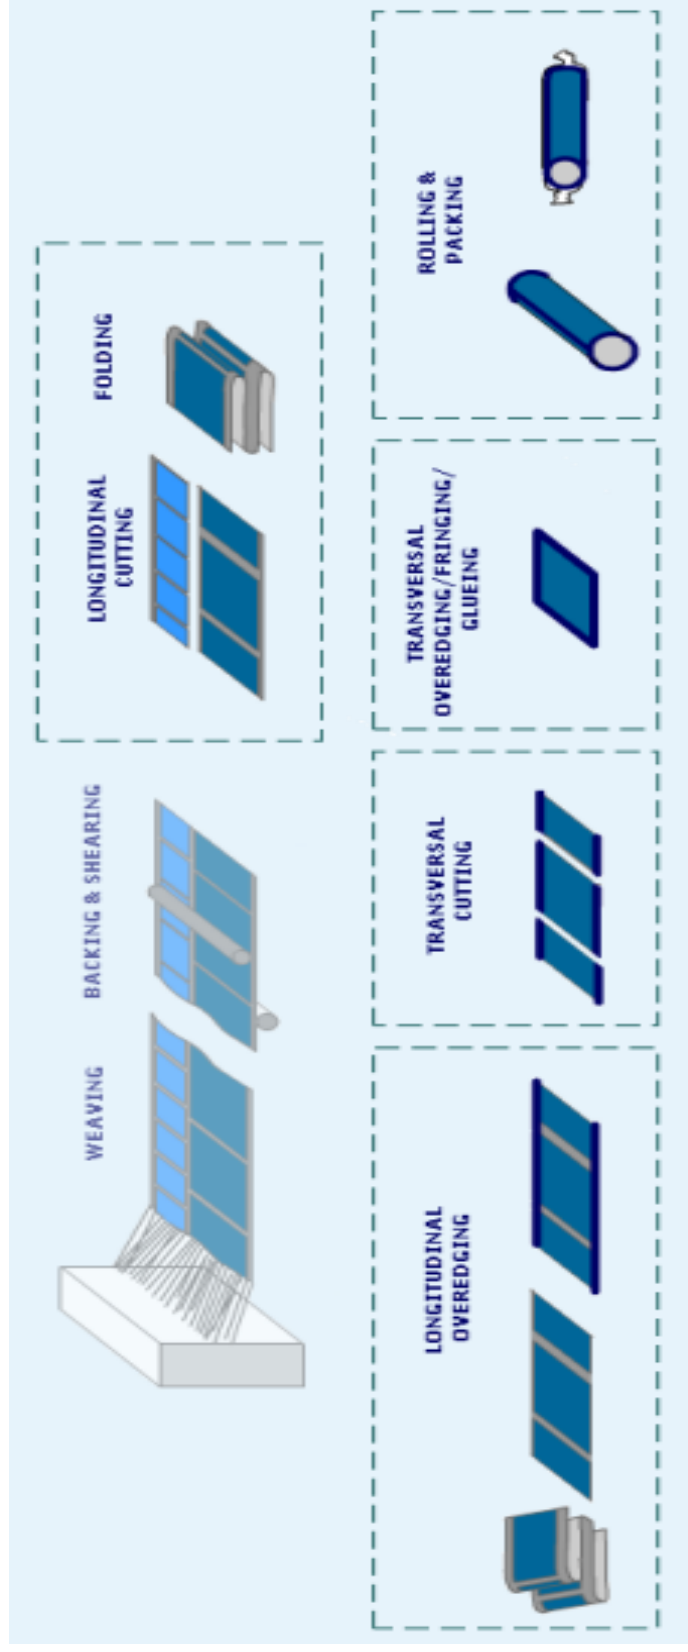 WEAVING
BACKING & SHEARING
LONGITUDINAL
CUTTING
FOLDING
LONGITUDINAL
OVEREDGING
TRANSVERSAL
CUTTING
TRANSVERSAL
OVEREDGING/FRINGING/
GLUEING
ROLLING &
PACKING